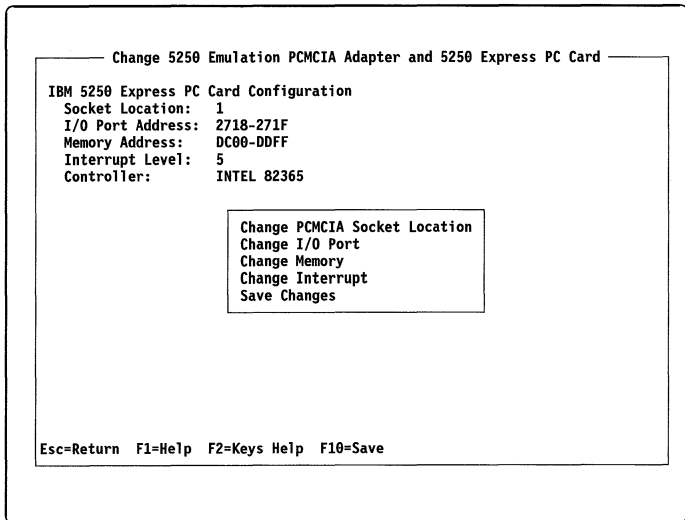 Change 5250 Emulation PCMCIA Adapter and 5250 Express PC Card
IBM 5250 Express PC Card Configuration
Socket Location: 1
I/O Port Address: 2718-271F
Memory Address: DC00-DDFF
Interrupt Level: 5
Controller: INTEL 82365
Change PCMCIA Socket Location
Change I/O Port
Change Memory
Change Interrupt
Save Changes
Esc=Return F1=Help F2=Keys Help F10=Save